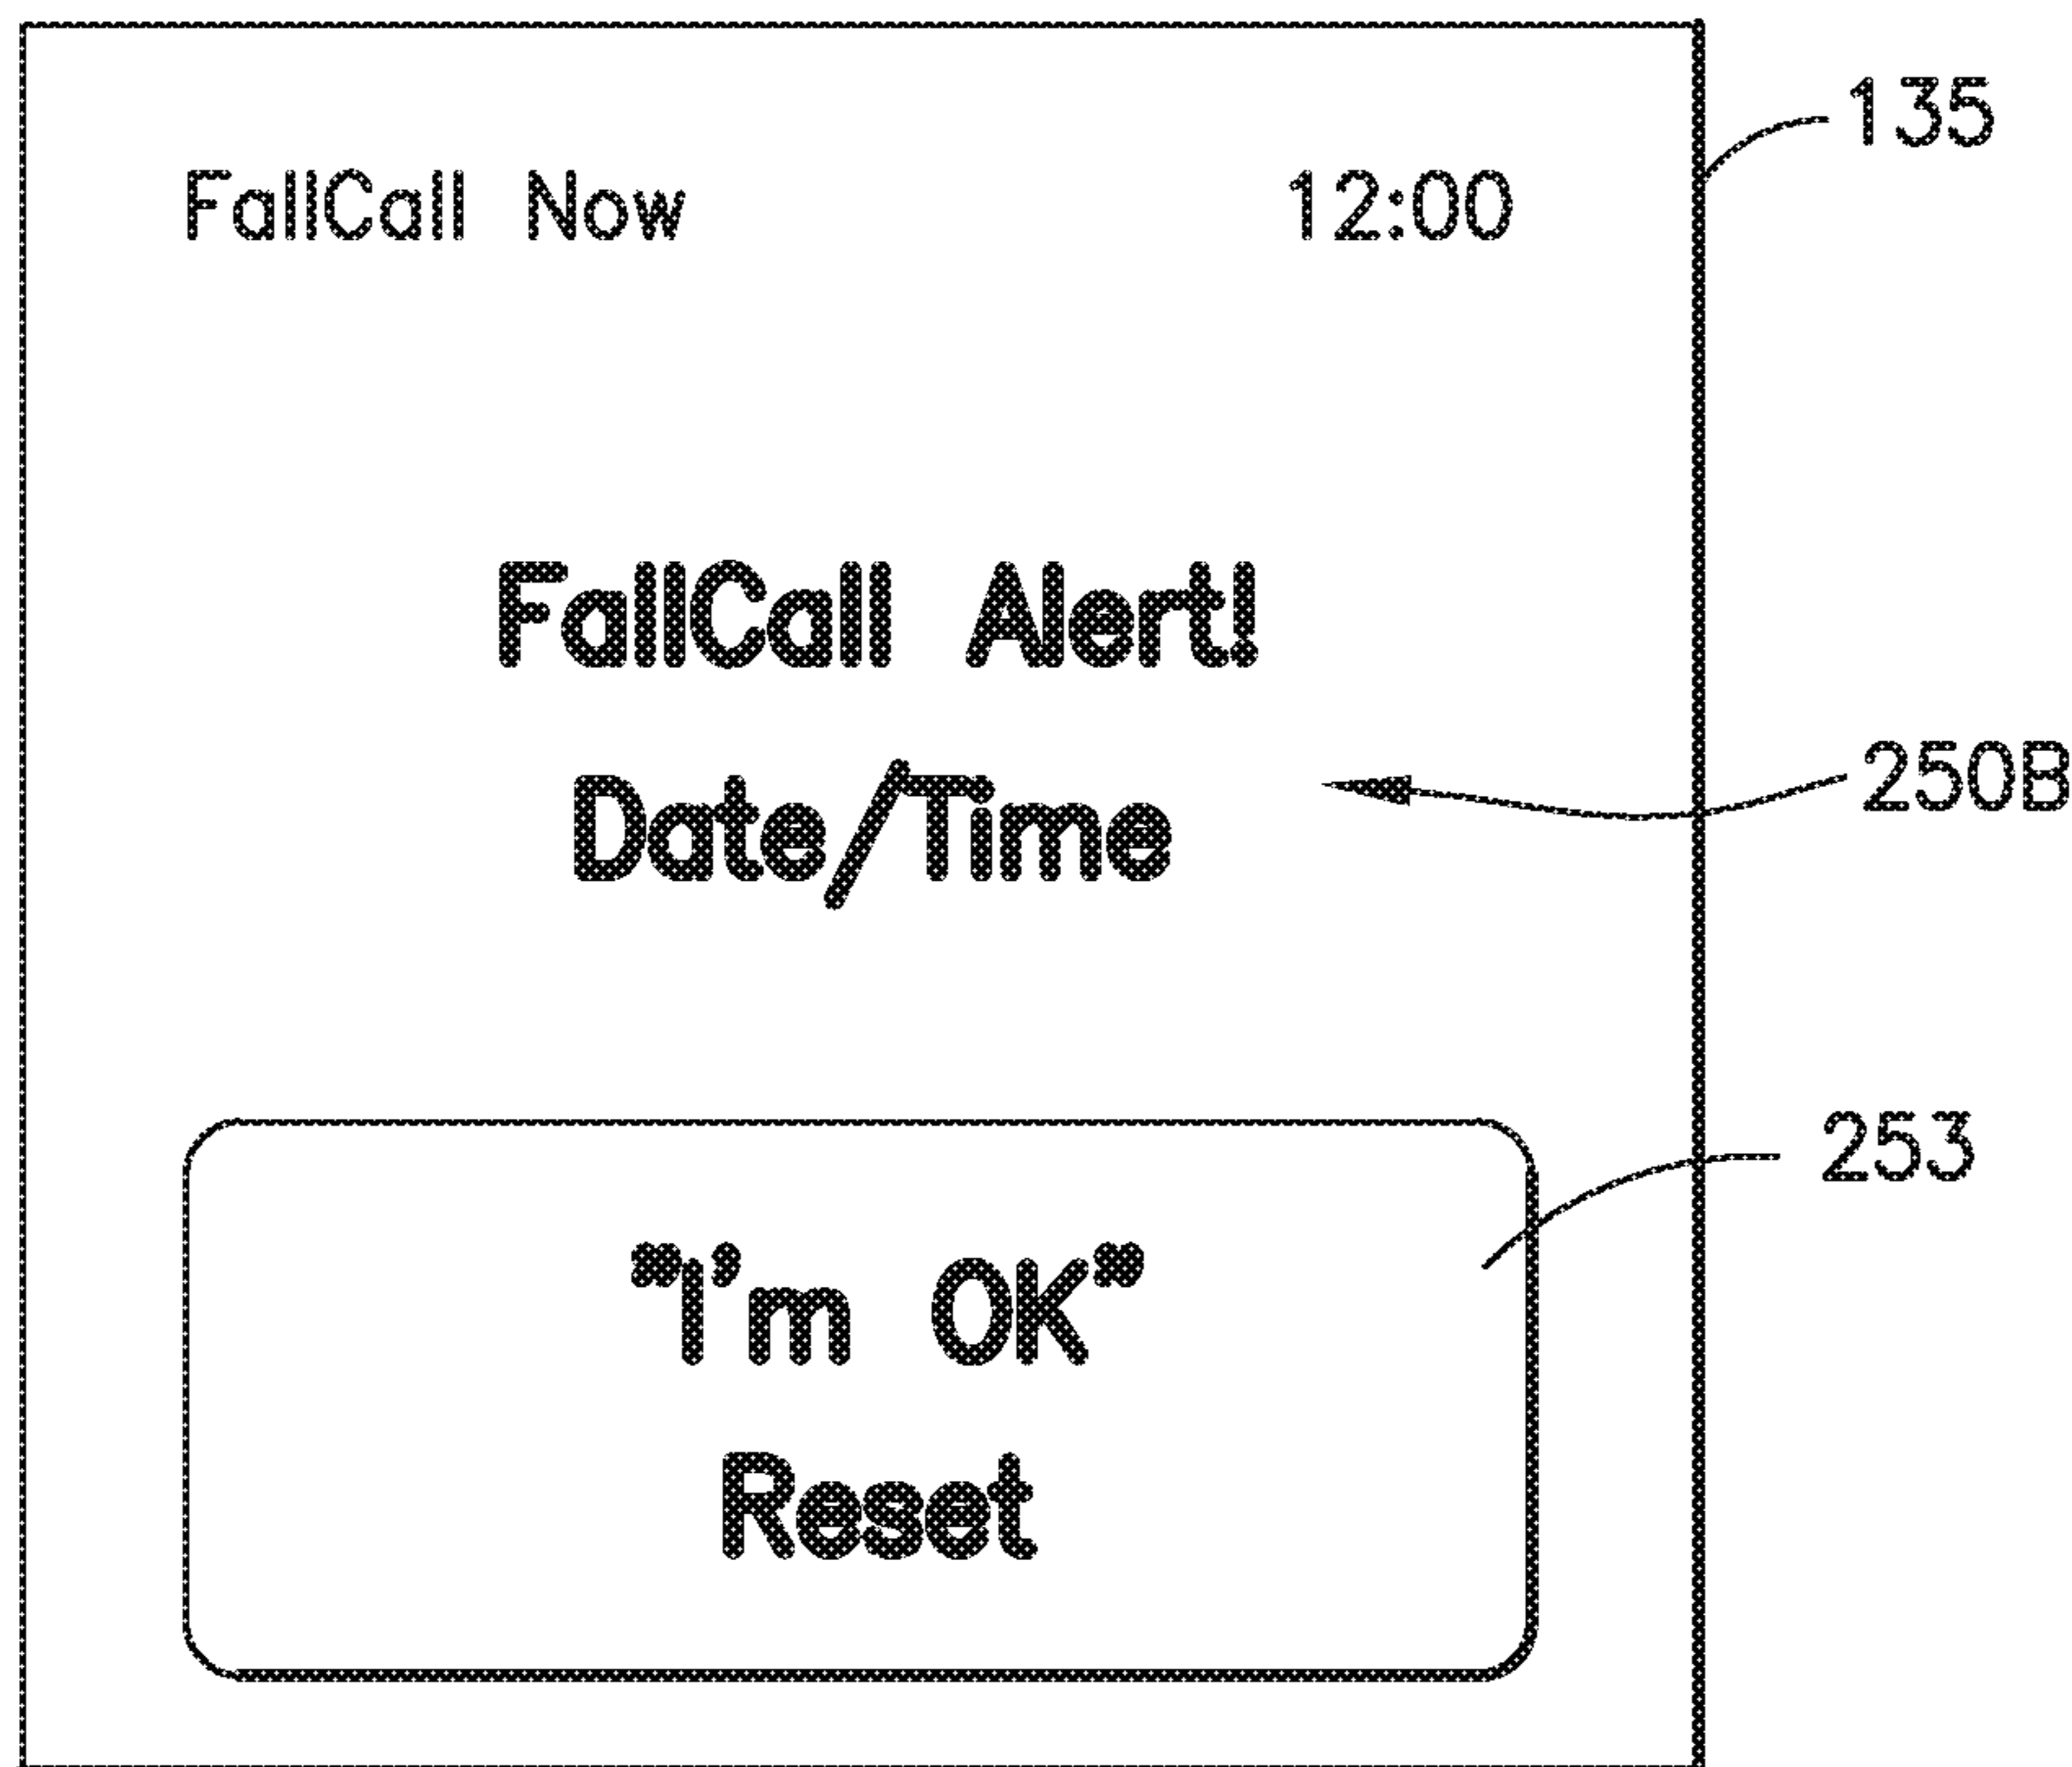 135
FallCall Now 12:00
FallCall Alert!
250B
Date/Time
253
"I'm OK"
Reset